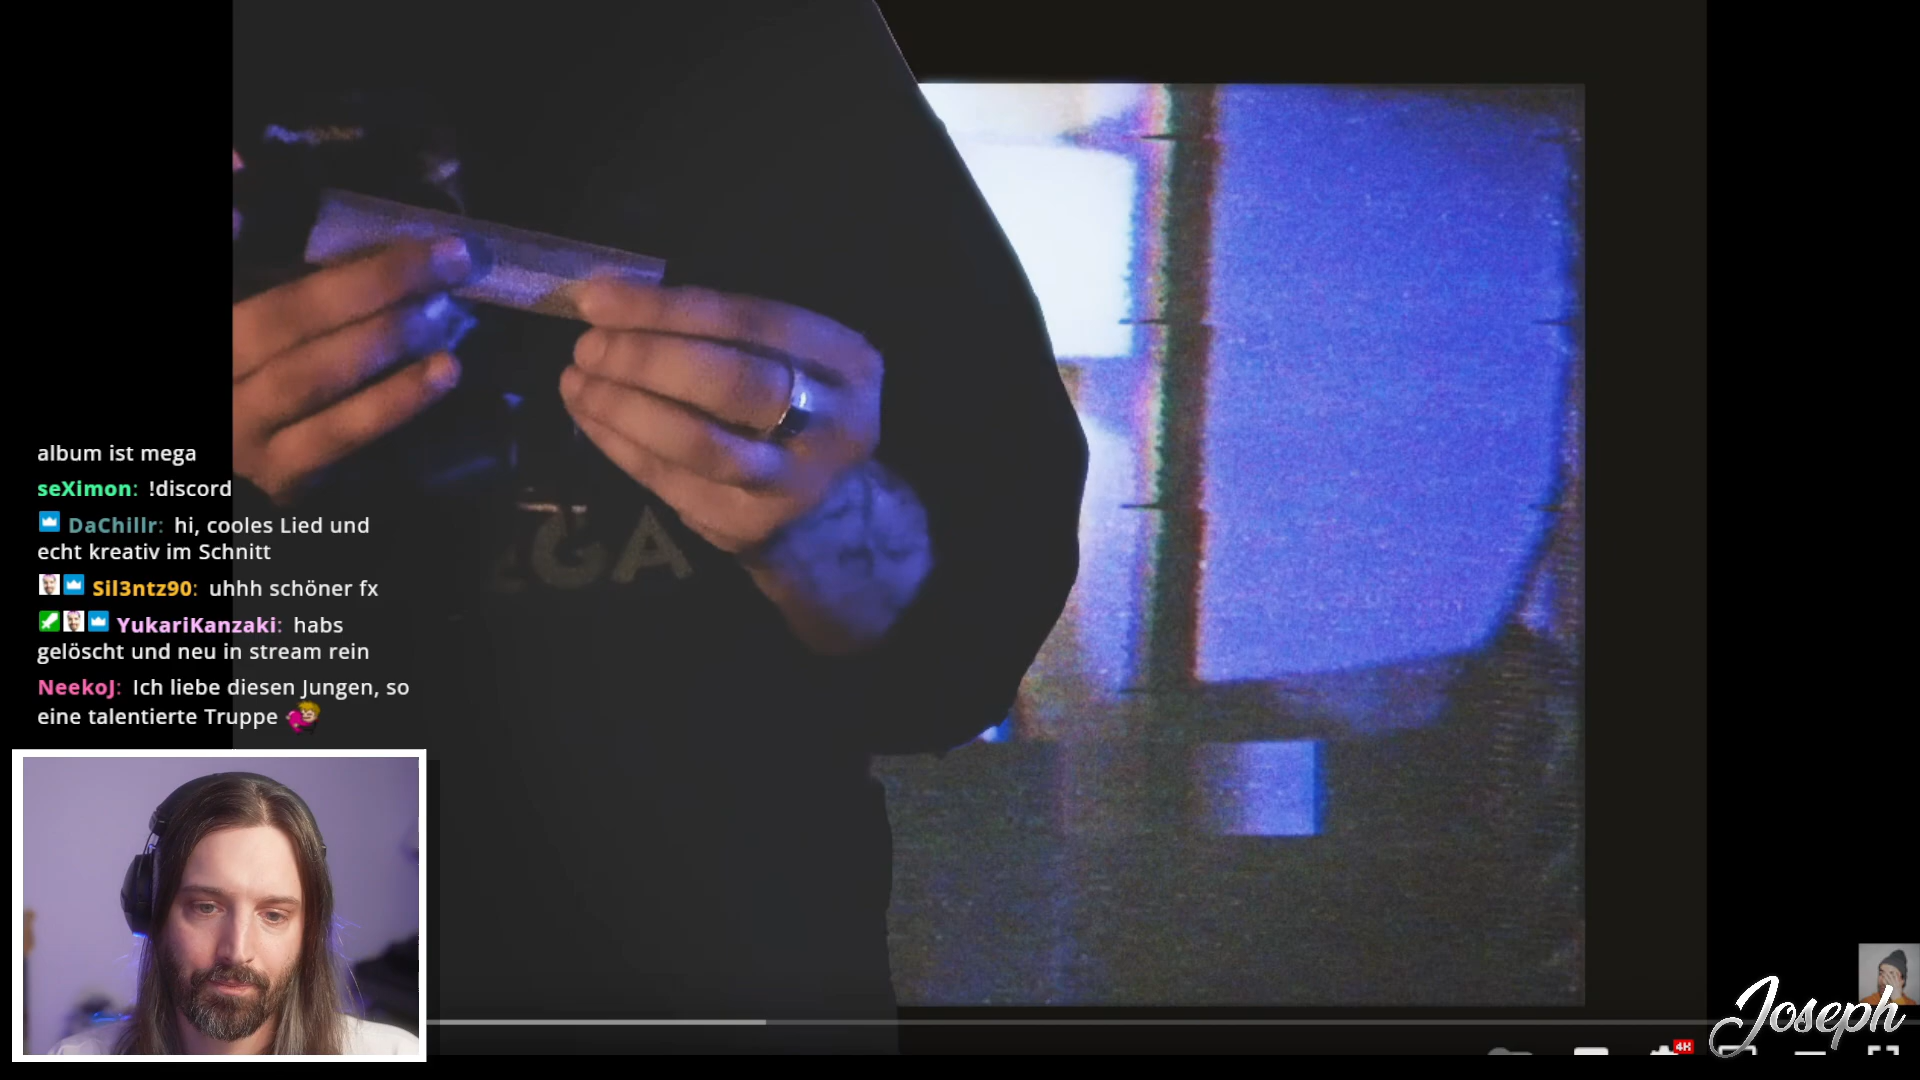 album ist mega
seXimon: !discord
DaChillr: hi, cooles Lied und
echt kreativ im Schnitt
Sil3ntz90: uhhh schöner fx
YukariKanzaki: habs
gelöscht und neu in stream rein
NeekoJ: Ich liebe diesen Jungen, so
eine talentierte Truppe
Joseph
4K